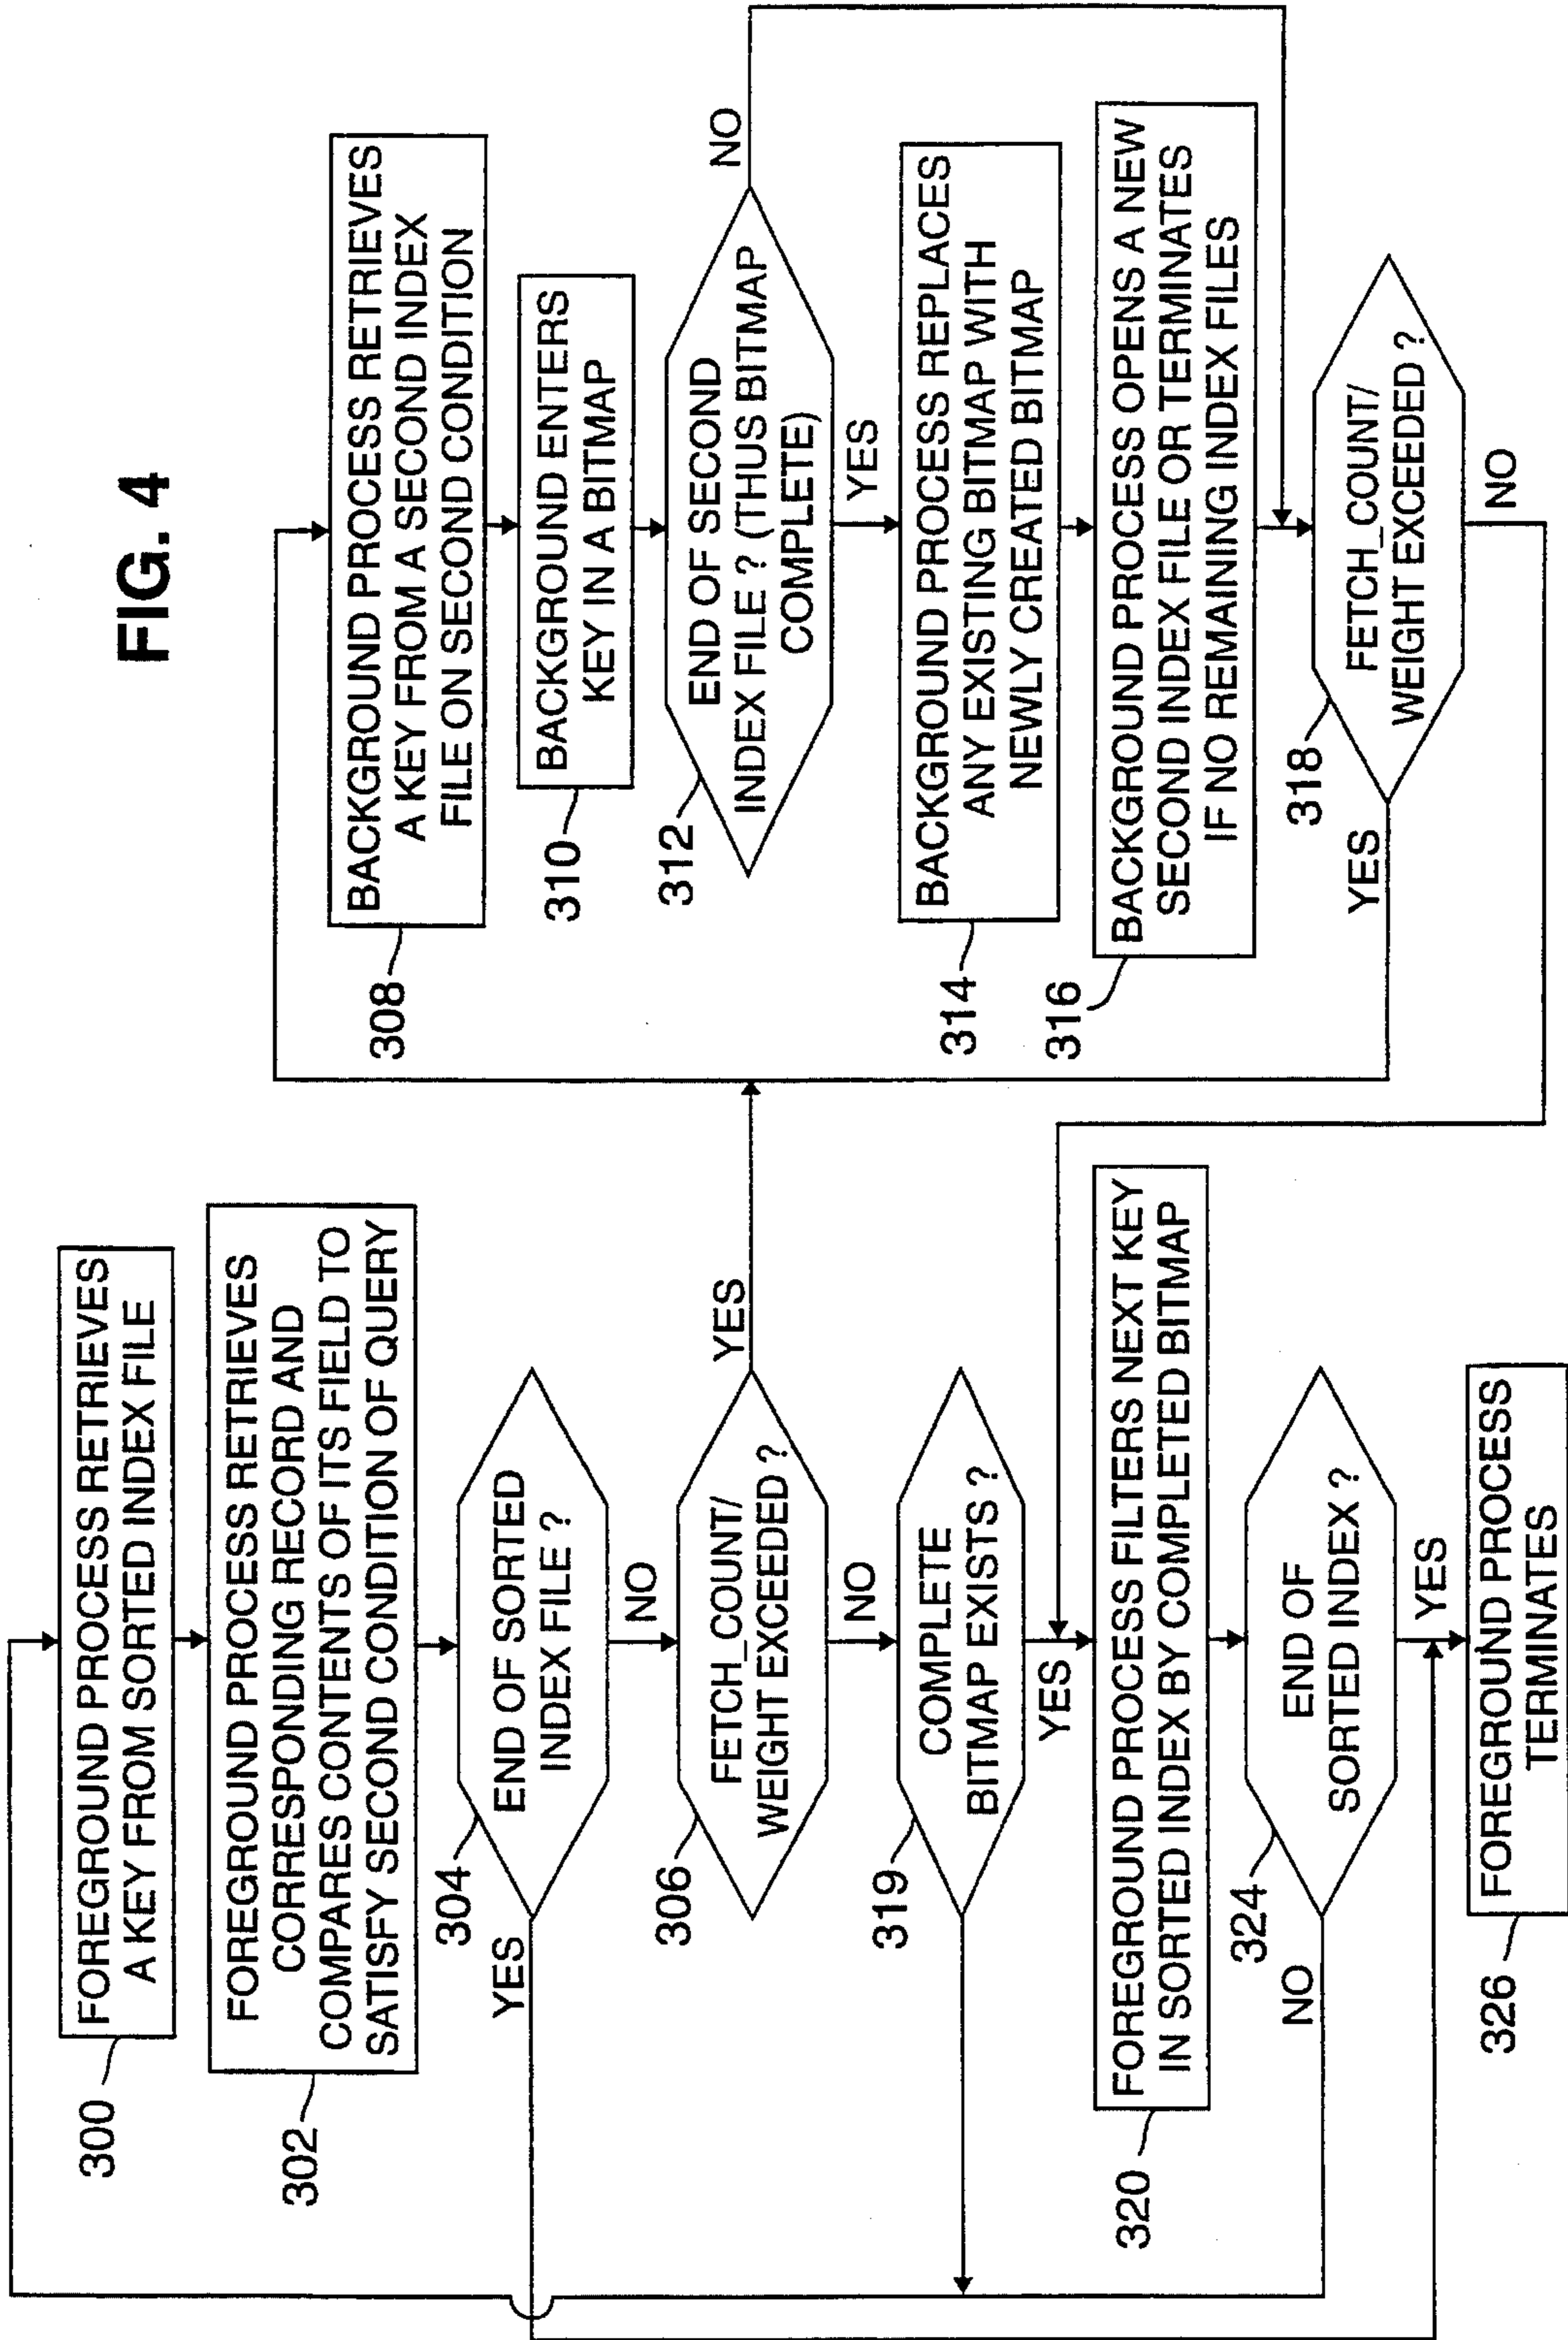 FIG. 4
300
FOREGROUND PROCESS RETRIEVES
A KEY FROM SORTED INDEX FILE
302
FOREGROUND PROCESS RETRIEVES
CORRESPONDING RECORD AND
COMPARES CONTENTS OF ITS FIELD TO
SATISFY SECOND CONDITION OF QUERY
304
END OF SORTED
INDEX FILE ?
YES
NO
306
FETCH_COUNT/
WEIGHT EXCEEDED ?
YES
NO
319
COMPLETE
BITMAP EXISTS ?
YES
320
FOREGROUND PROCESS FILTERS NEXT KEY
IN SORTED INDEX BY COMPLETED BITMAP
324
END OF
SORTED INDEX ?
NO
YES
326
FOREGROUND PROCESS
TERMINATES
308
BACKGROUND PROCESS RETRIEVES
A KEY FROM A SECOND INDEX
FILE ON SECOND CONDITION
310
BACKGROUND ENTERS
KEY IN A BITMAP
312
END OF SECOND
INDEX FILE ? (THUS BITMAP
COMPLETE)
NO
YES
314
BACKGROUND PROCESS REPLACES
ANY EXISTING BITMAP WITH
NEWLY CREATED BITMAP
316
BACKGROUND PROCESS OPENS A NEW
SECOND INDEX FILE OR TERMINATES
IF NO REMAINING INDEX FILES
318
FETCH_COUNT/
WEIGHT EXCEEDED ?
YES
NO